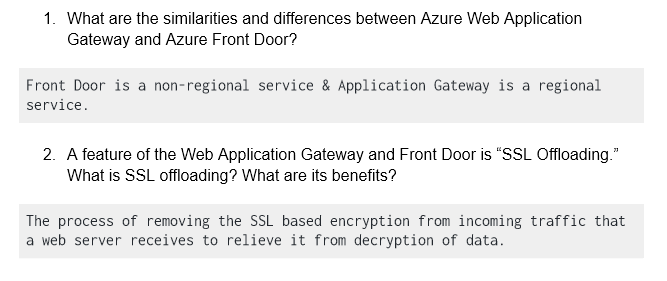 1. What are the similarities and differences between Azure Web Application
Gateway and Azure Front Door?
Front Door is a non-regional service & Application Gateway is a regional
service.
2. A feature of the Web Application Gateway and Front Door is “SSL Offloading.”
What is SSL offloading? What are its benefits?
The process of removing the SSL based encryption from incoming traffic that
a web server receives to relieve it from decryption of data.